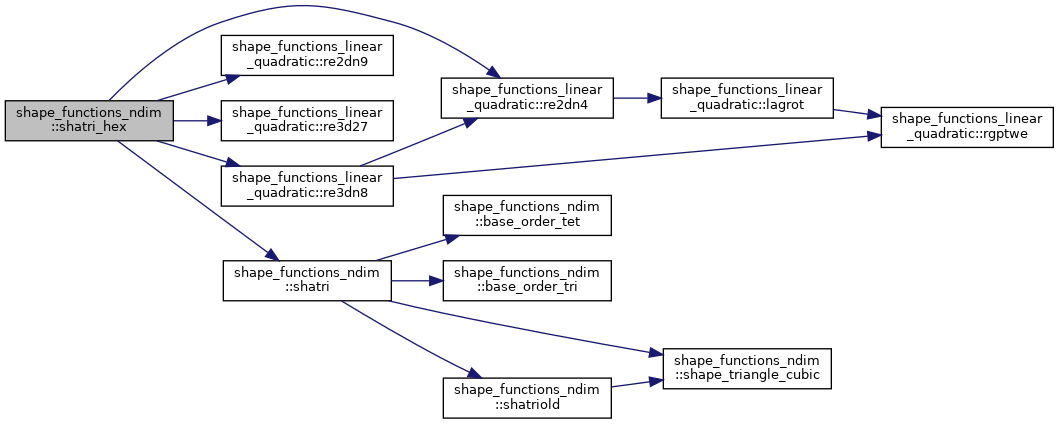 shape_functions_ndim
::shatri_hex
shape_functions_linear
_quadratic::re2dn9
shape_functions_linear
_quadratic::re3d27
shape_functions_linear
_quadratic::re3dn8
shape_functions_ndim
::shatri
shape_functions_linear
_quadratic::re2dn4
shape_functions_ndim
::base_order_tet
shape_functions_ndim
::base_order_tri
shape_functions_ndim
::shatriold
shape_functions_linear
_quadratic::lagrot
shape_functions_ndim
::shape_triangle_cubic
shape_functions_linear
_quadratic::rgptwe